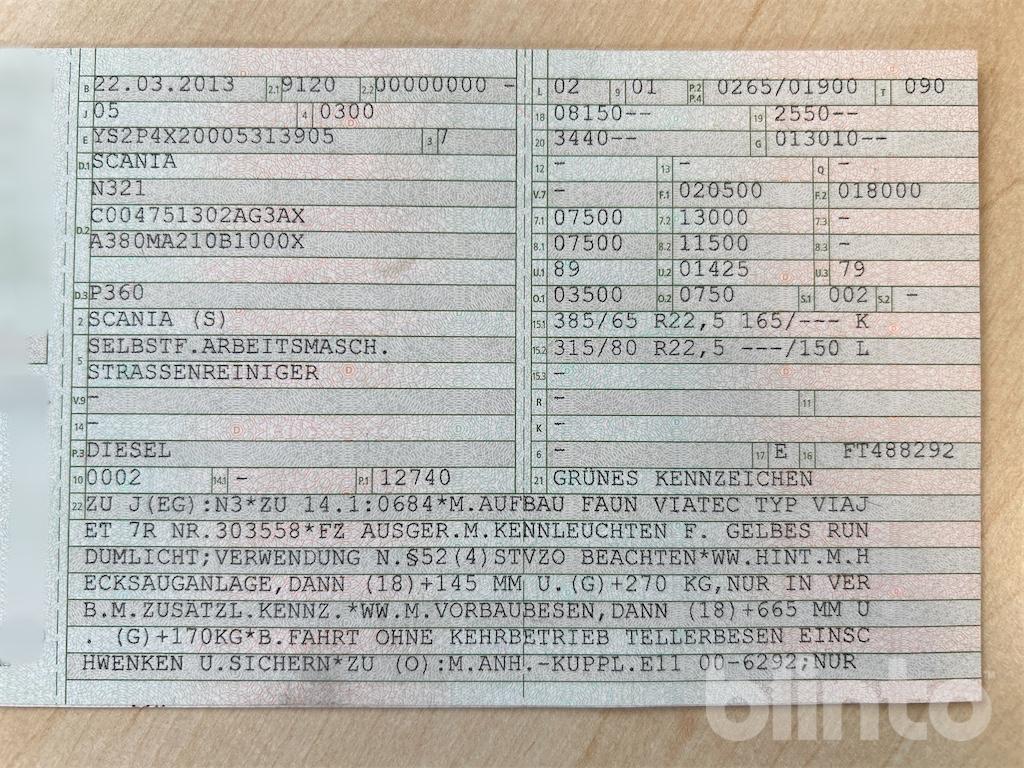 B 22.03.2013 2.1 9120 2.2 00000000 -
J 05 4 0300
E YS2P4X20005313905 3 7
D.1 SCANIA
N321
D.2 C004751302AG3AX
A380MA210B1000X
D.3 P360
2 SCANIA (S)
5 SELBSTF.ARBEITSMASCH.
STRASSENREINIGER
V.9 -
14 -
P.3 DIESEL
10 0002 14.1 - P.1 12740
L 02 9 01 P.2 P.4 0265/01900 T 090
18 08150-- 19 2550--
20 3440-- G 013010--
12 - 13 - Q -
V.7 - F.1 020500 F.2 018000
7.1 07500 7.2 13000 7.3 -
8.1 07500 8.2 11500 8.3 -
U.1 89 U.2 01425 U.3 79
O.1 03500 O.2 0750 S.1 002 S.2 -
15.1 385/65 R22,5 165/--- K
15.2 315/80 R22,5 ---/150 L
15.3 -
R - 11
K -
6 - 17 E 16 FT488292
21 GRÜNES KENNZEICHEN
22 ZU J(EG):N3*ZU 14.1:0684*M.AUFBAU FAUN VIATEC TYP VIAJ
ET 7R NR.303558*FZ AUSGER.M.KENNLEUCHTEN F. GELBES RUN
DUMLICHT;VERWENDUNG N.§52(4)STVZO BEACHTEN*WW.HINT.M.H
ECKSAUGANLAGE,DANN (18)+145 MM U.(G)+270 KG,NUR IN VER
B.M.ZUSÄTZL.KENNZ.*WW.M.VORBAUBESEN,DANN (18)+665 MM U
. (G)+170KG*B.FAHRT OHNE KEHRBETRIEB TELLERBESEN EINSC
HWENKEN U.SICHERN*ZU (O):M.ANH.-KUPPL.E11 00-6292;NUR
blinto